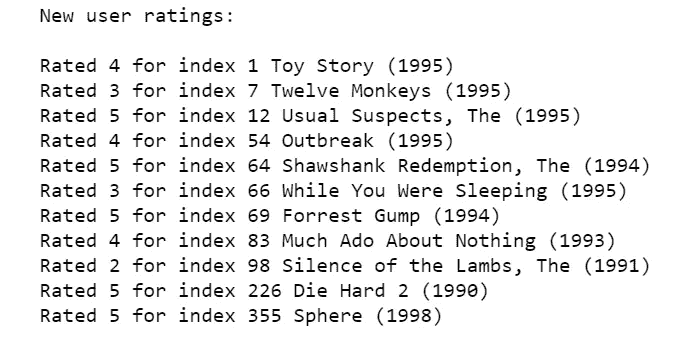 New user ratings:
Rated 4 for index 1 Toy Story (1995)
Rated 3 for index 7 Twelve Monkeys (1995)
Rated 5 for index 12 Usual Suspects, The (1995)
Rated 4 for index 54 Outbreak (1995)
Rated 5 for index 64 Shawshank Redemption, The (1994)
Rated 3 for index 66 While You Were Sleeping (1995)
Rated 5 for index 69 Forrest Gump (1994)
Rated 4 for index 83 Much Ado About Nothing (1993)
Rated 2 for index 98 Silence of the Lambs, The (1991)
Rated 5 for index 226 Die Hard 2 (1990)
Rated 5 for index 355 Sphere (1998)